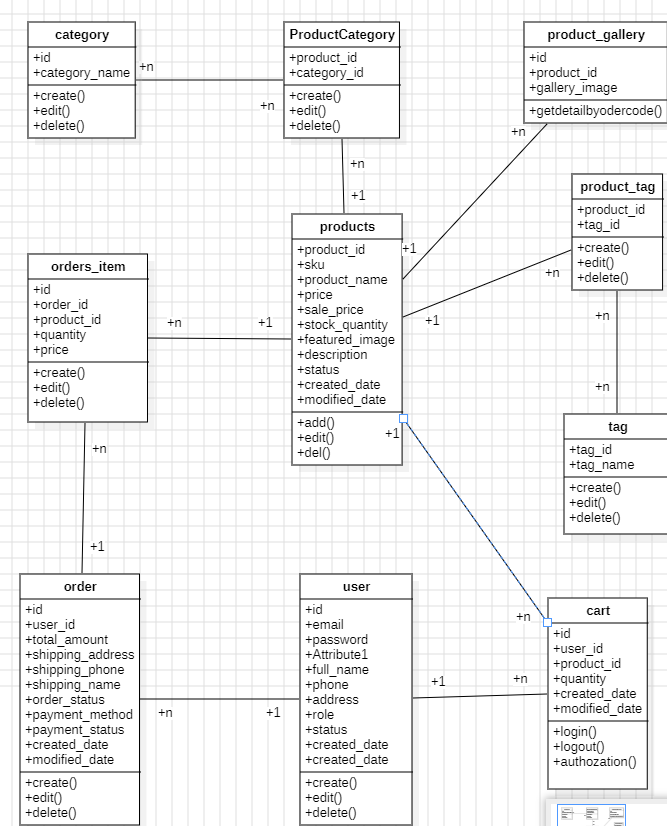 category
+id
+category_name
+create()
+edit()
+delete()
+n
+n
ProductCategory
+product_id
+category_id
+create()
+edit()
+delete()
+n
+1
product_gallery
+id
+product_id
+gallery_image
+getdetailbyodercode()
+n
+1
product_tag
+product_id
+tag_id
+create()
+edit()
+delete()
+n
+1
+n
+n
products
+product_id
+sku
+product_name
+price
+sale_price
+stock_quantity
+featured_image
+description
+status
+created_date
+modified_date
+add()
+edit()
+del()
+1
orders_item
+id
+order_id
+product_id
+quantity
+price
+create()
+edit()
+delete()
+n
+1
+n
+1
tag
+tag_id
+tag_name
+create()
+edit()
+delete()
order
+id
+user_id
+total_amount
+shipping_address
+shipping_phone
+shipping_name
+order_status
+payment_method
+payment_status
+created_date
+modified_date
+create()
+edit()
+delete()
+n
+1
user
+id
+email
+password
+Attribute1
+full_name
+phone
+address
+role
+status
+created_date
+created_date
+create()
+edit()
+delete()
+1
+n
+n
cart
+id
+user_id
+product_id
+quantity
+created_date
+modified_date
+login()
+logout()
+authozation()